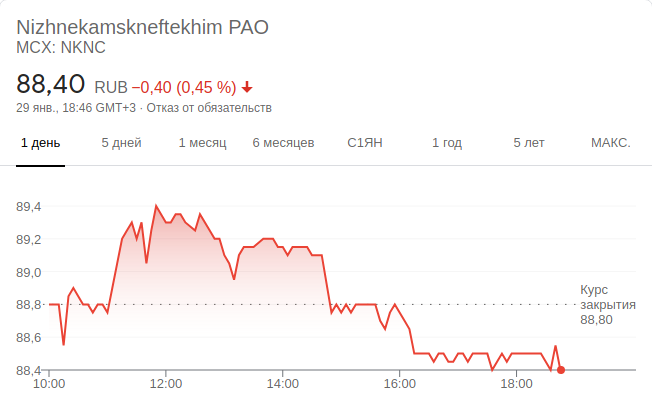 Nizhnekamskneftekhim PAO
MCX: NKNC
88,40 RUB −0,40 (0,45 %)
29 янв., 18:46 GMT+3 · Отказ от обязательств
1 день 5 дней 1 месяц 6 месяцев С1ЯН 1 год 5 лет МАКС.
89,4
89,2
89,0
88,8
88,6
88,4
Курс
закрытия
88,80
10:00 12:00 14:00 16:00 18:00